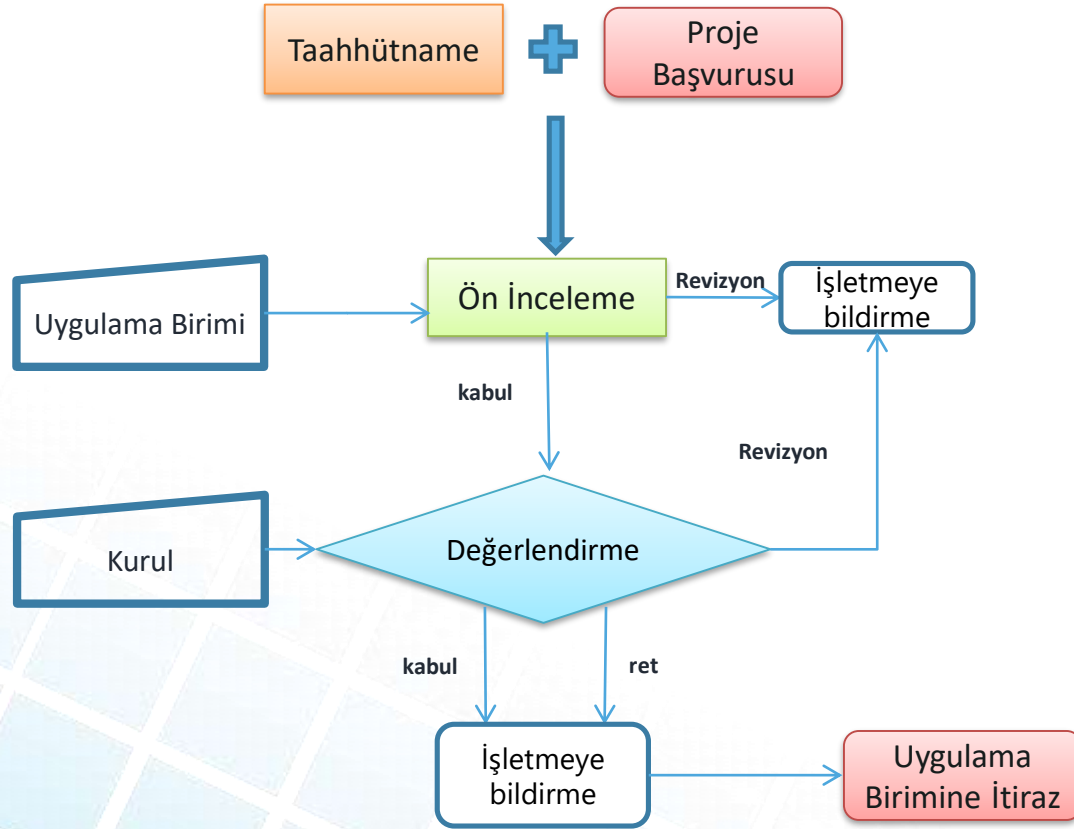 Taahhütname
Proje
Başvurusu
Uygulama Birimi
Ön İnceleme
Revizyon
İşletmeye
bildirme
kabul
Revizyon
Kurul
Değerlendirme
kabul
ret
İşletmeye
bildirme
Uygulama
Birimine İtiraz